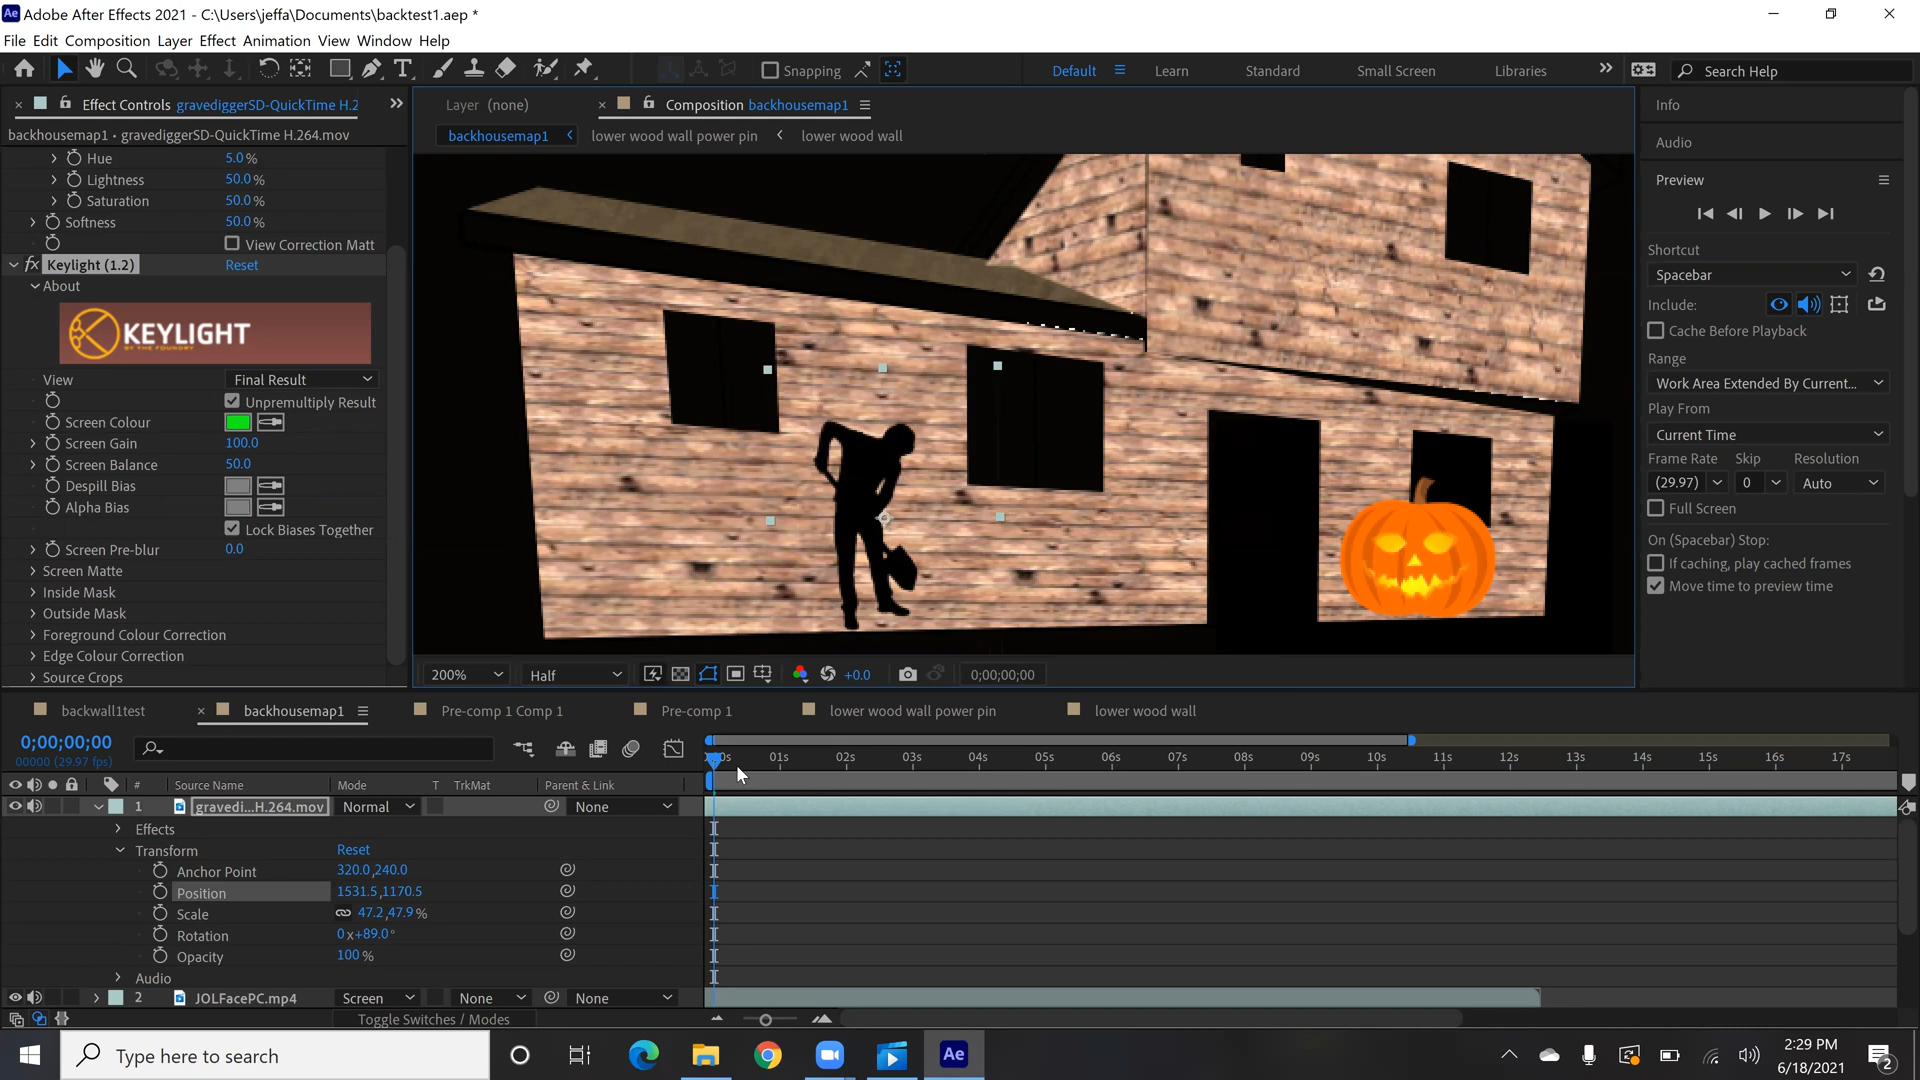 Ae Adobe After Effects 2021 - C:\Users\jeffa\Documents\backtest1.aep *
File Edit Composition Layer Effect Animation View Window Help
Snapping
Default
Learn
Standard
Small Screen
Libraries
Search Help
Effect Controls gravediggerSD-QuickTime H.2
backhousemap1 • gravediggerSD-QuickTime H.264.mov
Hue 5.0 %
Lightness 50.0 %
Saturation 50.0 %
Softness 50.0 %
View Correction Matt
fx Keylight (1.2) Reset
About
KEYLIGHT
BY THE FOUNDRY
View Final Result
Unpremultiply Result
Screen Colour
Screen Gain 100.0
Screen Balance 50.0
Despill Bias
Alpha Bias
Lock Biases Together
Screen Pre-blur 0.0
Screen Matte
Inside Mask
Outside Mask
Foreground Colour Correction
Edge Colour Correction
Source Crops
Layer (none)
Composition backhousemap1
backhousemap1 lower wood wall power pin lower wood wall
200% Half +0.0 0;00;00;00
Info
Audio
Preview
Shortcut
Spacebar
Include:
Cache Before Playback
Range
Work Area Extended By Current...
Play From
Current Time
Frame Rate Skip Resolution
(29.97) 0 Auto
Full Screen
On (Spacebar) Stop:
If caching, play cached frames
Move time to preview time
backwall1test backhousemap1 Pre-comp 1 Comp 1 Pre-comp 1 lower wood wall power pin lower wood wall
0;00;00;00
00000 (29.97 fps)
01s 02s 03s 04s 05s 06s 07s 08s 09s 10s 11s 12s 13s 14s 15s 16s 17s
# Source Name Mode T TrkMat Parent & Link
1 gravedi...H.264.mov Normal None
Effects
Transform Reset
Anchor Point 320.0,240.0
Position 1531.5,1170.5
Scale 47.2,47.9 %
Rotation 0x+89.0°
Opacity 100 %
Audio
2 JOLFacePC.mp4 Screen None None
Toggle Switches / Modes
Type here to search
Ae
2:29 PM
6/18/2021
2